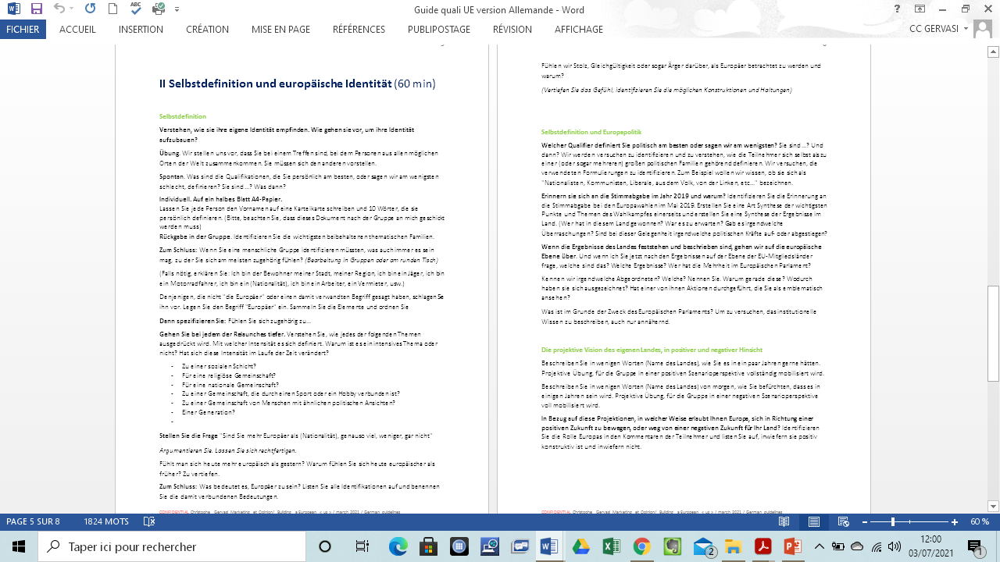 Guide quali UE version Allemande - Word
FICHIER ACCUEIL INSERTION CRÉATION MISE EN PAGE RÉFÉRENCES PUBLIPOSTAGE RÉVISION AFFICHAGE CC GERVASI
II Selbstdefinition und europäische Identität (60 min)
Selbstdefinition
Verstehen, wie sie ihre eigene Identität empfinden. Wie gehen sie vor, um ihre Identität
aufzubauen?
Übung. Wir stellen uns vor, dass Sie bei einem Treffen sind, bei dem Personen aus allen möglichen
Orten der Welt zusammenkommen. Sie müssen sich den andern vorstellen.
Spontan. Was sind die Qualifikationen, die Sie persönlich am besten, oder sagen wir am wenigsten
schlecht, definieren? Sie sind ...? Was dann?
Individuell. Auf ein halbes Blatt A4-Papier.
Lassen Sie jede Person den Vornamen auf eine Karteikarte schreiben und 10 Wörter, die sie
persönlich definieren. (Bitte, beachten Sie, dass dieses Dokument nach der Gruppe an mich geschickt
werden muss)
Rückgabe in der Gruppe. Identifizieren Sie die wichtigsten beibehaltenen thematischen Familien.
Zum Schluss: Wenn Sie eine menschliche Gruppe identifizieren müssten, was auch immer es sein
mag, zu der Sie sich am meisten zugehörig fühlen? (Bearbeitung in Gruppen oder am runden Tisch)
(Falls nötig, erklären Sie: Ich bin der Bewohner meiner Stadt, meiner Region, ich bin ein Jäger, ich bin
ein Motorradfahrer, ich bin ein (Nationalität), ich bin ein Arbeiter, ein Vermieter, usw.)
Denjenigen, die nicht "die Europäer" oder einen damit verwandten Begriff gesagt haben, schlagen Se
ihn vor. Legen Sie den Begriff "Europäer" ein. Sammeln Sie die Elemente und ordnen Sie
Dann spezifizieren Sie: Fühlen Sie sich zugehörig zu...
Gehen Sie bei jedem der Relaunches tiefer. Verstehen Sie, wie jedes der folgenden Themen
ausgedrückt wird. Mit welcher Intensität es sich definiert. Warum ist es ein intensives Thema oder
nicht? Hat sich diese Intensität im Laufe der Zeit verändert?
- Zu einer sozialen Schicht?
- Für eine religiöse Gemeinschaft?
- Für eine nationale Gemeinschaft?
- Zu einer Gemeinschaft, die durch einen Sport oder ein Hobby verbunden ist?
- Zu einer Gemeinschaft von Menschen mit ähnlichen politischen Ansichten?
- Einer Generation?
-
Stellen Sie die Frage "Sind Sie mehr Europäer als (Nationalität), genauso viel, weniger, gar nicht"
Argumentieren Sie. Lassen Sie sich rechtfertigen.
Fühlt man sich heute mehr europäisch als gestern? Warum fühlen Sie sich heute europäischer als
früher? Zu vertiefen.
Zum Schluss: Was bedeutet es, Europäer zu sein? Listen Sie alle Identifikationen auf und benennen
Sie die damit verbundenen Bedeutungen.
CONFIDENTIAL Christophe Gervasi Marketing et Opinion/ Building a European < us > / march 2021 / German guidelines
Fühlen wir Stolz, Gleichgültigkeit oder sogar Ärger darüber, als Europäer betrachtet zu werden und
warum?
(Vertiefen Sie das Gefühl, identifizieren Sie die möglichen Konstruktionen und Haltungen)
Selbstdefinition und Europapolitik
Welcher Qualifier definiert Sie politisch am besten oder sagen wir am wenigsten? Sie sind ...? Und
dann? Wir werden versuchen zu identifizieren und zu verstehen, wie die Teilnehmer sich selbst als zu
einer (oder sogar mehreren) großen politischen Familien gehörend definieren. Wir versuchen, die
verwendeten Formulierungen zu identifizieren. Zum Beispiel wollen wir wissen, ob sie sich als
"Nationalisten, Kommunisten, Liberale, aus dem Volk, von der Linken, etc..." bezeichnen.
Erinnern sie sich an die Stimmabgabe im Jahr 2019 und warum? Identifizieren Sie die Erinnerung an
die Stimmabgabe bei den Europawahlen im Mai 2019. Erstellen Sie eine Art Synthese der wichtigsten
Punkte und Themen des Wahlkampfes einerseits und erstellen Sie eine Synthese der Ergebnisse im
Land. (Wer hat in diesem Land gewonnen? War es zu erwarten? Gab es irgendwelche
Überraschungen? Sind bei dieser Gelegenheit irgendwelche politischen Kräfte auf- oder abgestiegen?
Wenn die Ergebnisse des Landes feststehen und beschrieben sind, gehen wir auf die europäische
Ebene über. Und wenn ich Sie jetzt nach den Ergebnissen auf der Ebene der EU-Mitgliedsländer
frage, welche sind das? Welche Ergebnisse? Wer hat die Mehrheit im Europäischen Parlament?
Kennen wir irgendwelche Abgeordneten? Welche? Nennen Sie. Warum gerade diese? Wodurch
haben sie sich ausgezeichnet? Hat einer von ihnen Aktionen durchgeführt, die Sie als emblematisch
ansehen?
Was ist im Grunde der Zweck des Europäischen Parlaments? Um zu versuchen, das institutionelle
Wissen zu beschreiben, auch nur annähernd.
Die projektive Vision des eigenen Landes, in positiver und negativer Hinsicht
Beschreiben Sie in wenigen Worten (Name des Landes), wie Sie es in ein paar Jahren gerne hätten.
Projektive Übung, für die Gruppe in einer positiven Szenarioperspektive vollständig mobilisiert wird.
Beschreiben Sie in wenigen Worten (Name des Landes) von morgen, wie Sie befürchten, dass es in
einigen Jahren sein wird. Projektive Übung, für die Gruppe in einer negativen Szenarioperspektive
voll mobilisiert wird.
In Bezug auf diese Projektionen, in welcher Weise erlaubt Ihnen Europa, sich in Richtung einer
positiven Zukunft zu bewegen, oder weg von einer negativen Zukunft für Ihr Land? Identifizieren
Sie die Rolle Europas in den Kommentaren der Teilnehmer und listen Sie auf, inwiefern sie positiv
konstruktiv ist und inwiefern nicht.
CONFIDENTIAL Christophe Gervasi Marketing et Opinion/ Building a European < us > / march 2021 / German guidelines
PAGE 5 SUR 8 1824 MOTS 60 %
Taper ici pour rechercher
2
12:00
03/07/2021
1